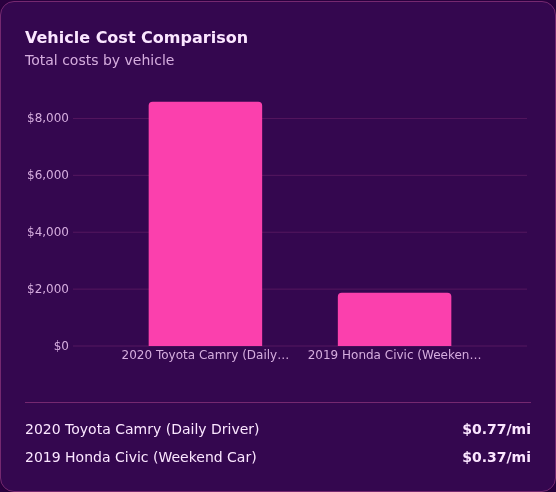 Vehicle Cost Comparison
Total costs by vehicle
$8,000
$6,000
$4,000
$2,000
$0
2020 Toyota Camry (Daily...
2019 Honda Civic (Weeken...
2020 Toyota Camry (Daily Driver) $0.77/mi
2019 Honda Civic (Weekend Car) $0.37/mi